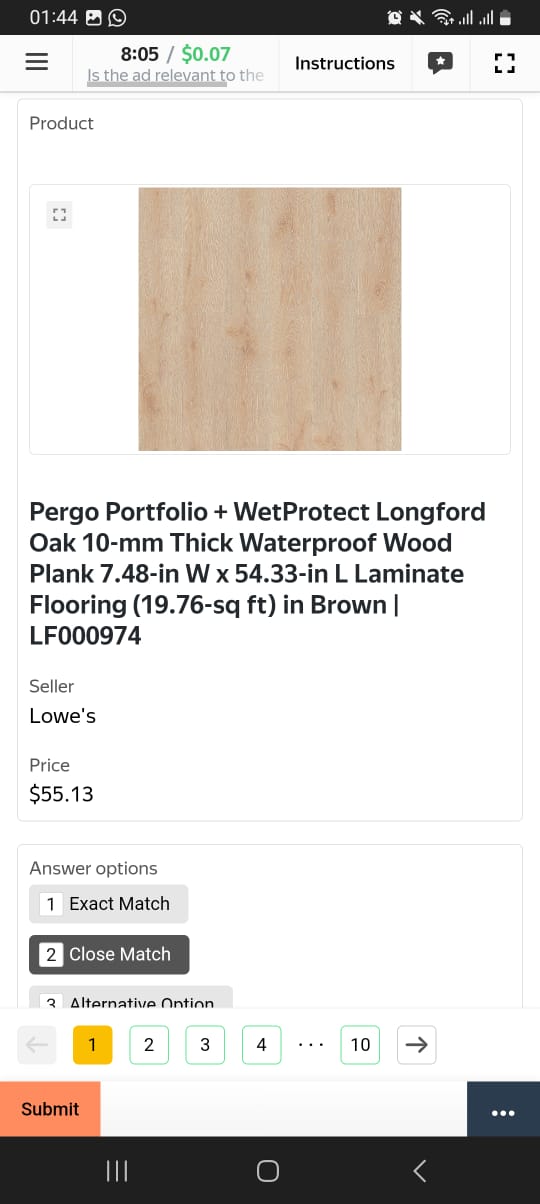 01:44
8:05 / $0.07
Is the ad relevant to the
Instructions
Product
Pergo Portfolio + WetProtect Longford
Oak 10-mm Thick Waterproof Wood
Plank 7.48-in W x 54.33-in L Laminate
Flooring (19.76-sq ft) in Brown |
LF000974
Seller
Lowe's
Price
$55.13
Answer options
1 Exact Match
2 Close Match
3 Alternative Option
1 2 3 4 ... 10
Submit